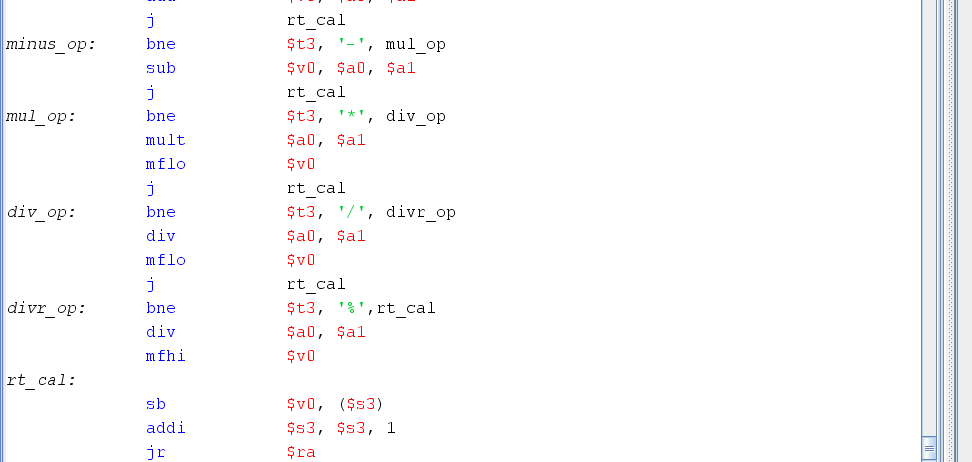 j rt_cal
minus_op: bne $t3, '-', mul_op
sub $v0, $a0, $a1
j rt_cal
mul_op: bne $t3, '*', div_op
mult $a0, $a1
mflo $v0
j rt_cal
div_op: bne $t3, '/', divr_op
div $a0, $a1
mflo $v0
j rt_cal
divr_op: bne $t3, '%',rt_cal
div $a0, $a1
mfhi $v0
rt_cal:
sb $v0, ($s3)
addi $s3, $s3, 1
jr $ra